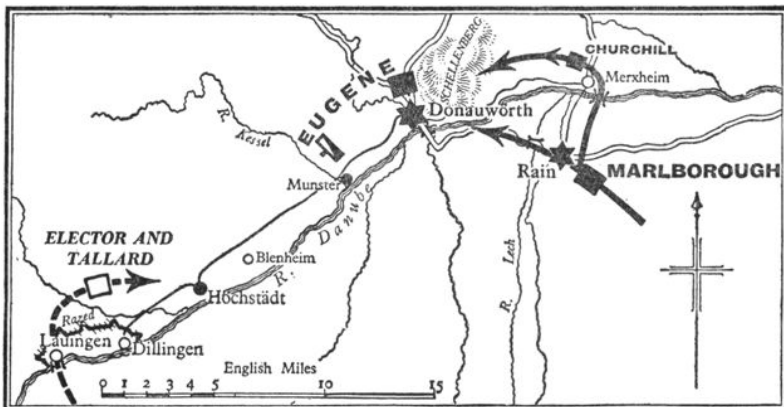 CHURCHILL
SCHELLENBERG
Merxheim
EUGENE
Donauwörth
R. Kessel
Rain
MARLBOROUGH
Munster
R. Danube
ELECTOR AND
TALLARD
Blenheim
R. Lech
Höchstädt
Razed
Lauingen
Dillingen
English Miles
0 1 2 3 4 5 10 15